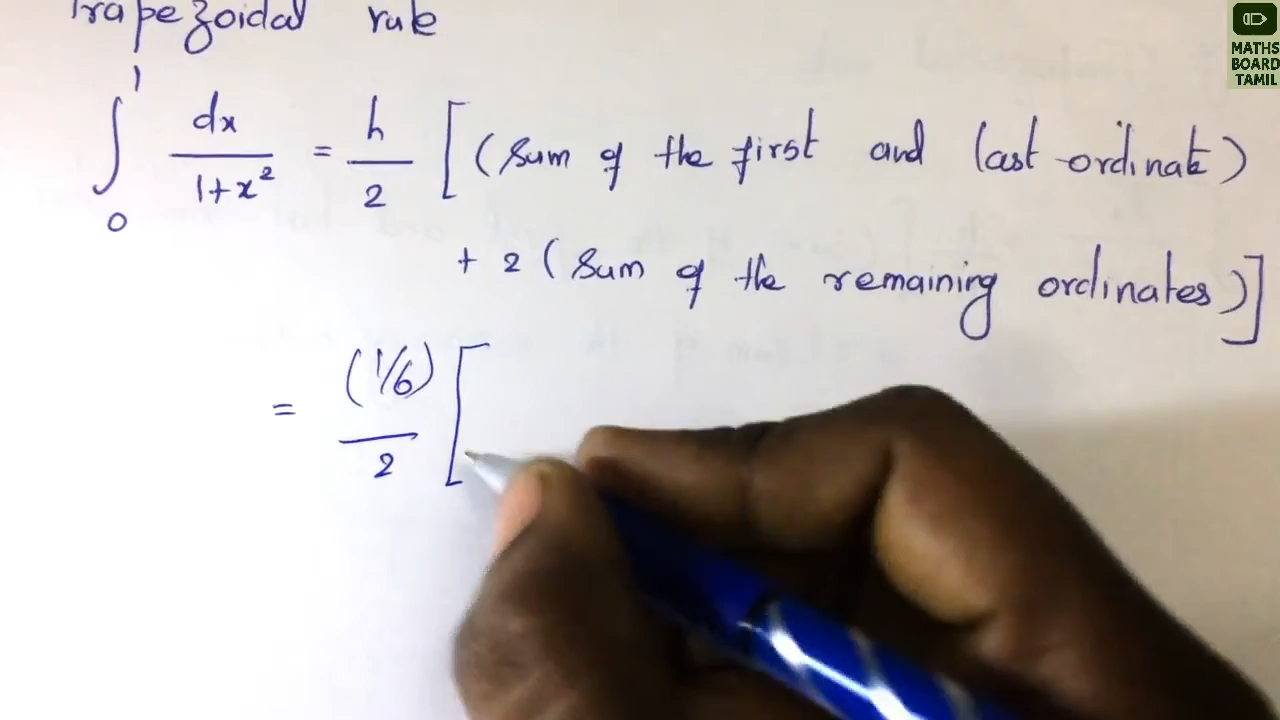 Trapezoidal rule
∫₀¹ dx/(1+x²) = h/2 [(Sum of the first and last ordinate)
+ 2 (Sum of the remaining ordinates)]
= (1/6)/2 [
MATHS
BOARD
TAMIL